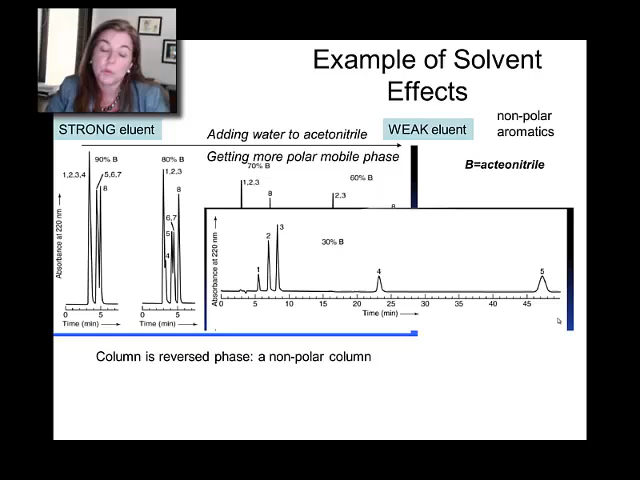 Example of Solvent
Effects
non-polar
aromatics
STRONG eluent
Adding water to acetonitrile
WEAK eluent
Getting more polar mobile phase
B=acteonitrile
90% B
1,2,3,4
5,6,7
8
Absorbance at 220 nm
0 5
Time (min)
80% B
1,2,3
8
6,7
5
4
0 5
Time (min)
70% B
1,2,3
8
60% B
2,3
8
Absorbance at 220 nm
30% B
1
2
3
4
5
0 5 10 15 20 25 30 35 40 45
Time (min)
Column is reversed phase: a non-polar column